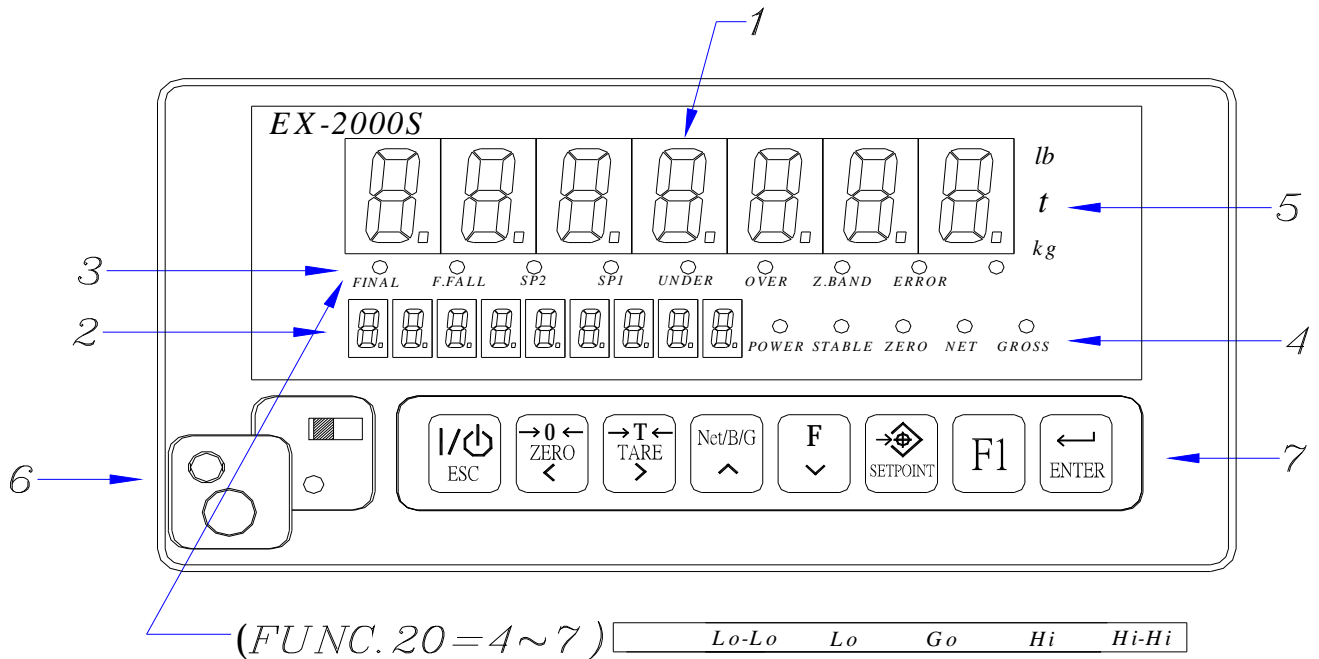 1
EX-2000S
lb
t
5
kg
3
FINAL F.FALL SP2 SP1 UNDER OVER Z.BAND ERROR
2
POWER STABLE ZERO NET GROSS
4
6
I/⏻ ESC
→0← ZERO <
→T← TARE >
Net/B/G ^
F ⌄
SETPOINT
F1
ENTER
7
(FUNC.20=4~7) Lo-Lo Lo Go Hi Hi-Hi